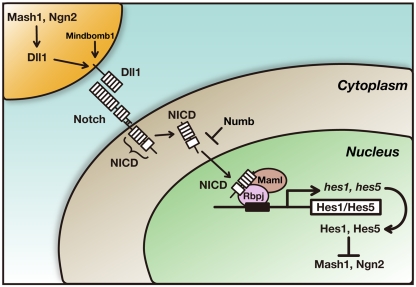 Mash1, Ngn2
Mindbomb1
Dll1
Dll1
Cytoplasm
Notch
NICD
Numb
NICD
Nucleus
NICD
Maml
Rbpj
hes1, hes5
Hes1/Hes5
Hes1, Hes5
Mash1, Ngn2